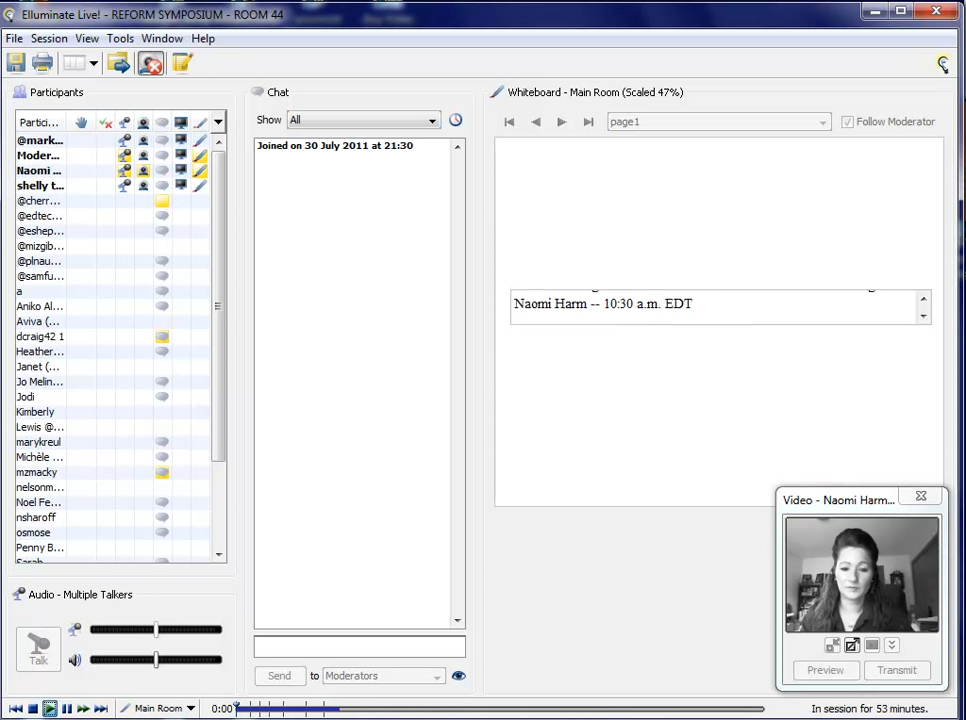 Elluminate Live! - REFORM SYMPOSIUM - ROOM 44
File Session View Tools Window Help
Participants
Partici...
@mark...
Moder...
Naomi ...
shelly t...
@cherr...
@edtec...
@eshep...
@mizgib...
@plnau...
@samfu...
a
Aniko Al...
Aviva (...
dcraig42 1
Heather...
Janet (...
Jo Melin...
Jodi
Kimberly
Lewis @...
marykreul
Michèle ...
mzmacky
nelsonm...
Noel Fe...
nsharoff
osmose
Penny B...
Sarah
Audio - Multiple Talkers
Talk
Chat
Show All
Joined on 30 July 2011 at 21:30
Send to Moderators
Whiteboard - Main Room (Scaled 47%)
page1 Follow Moderator
Naomi Harm -- 10:30 a.m. EDT
Video - Naomi Harm...
Preview Transmit
Main Room 0:00 In session for 53 minutes.